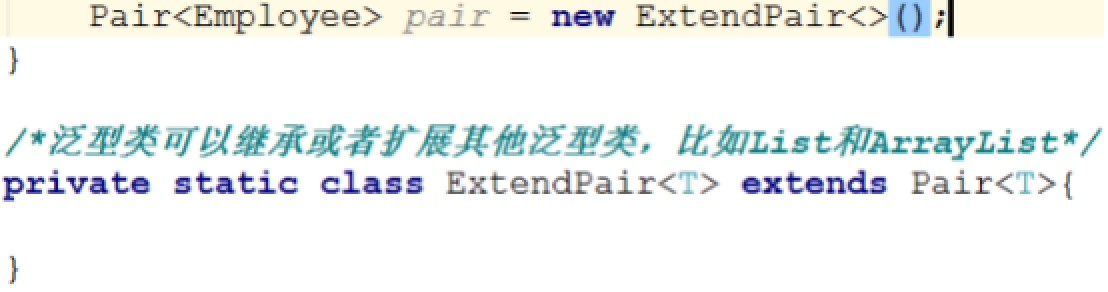 Pair<Employee> pair = new ExtendPair<>();
}
/*泛型类可以继承或者扩展其他泛型类，比如List和ArrayList*/
private static class ExtendPair<T> extends Pair<T>{
}